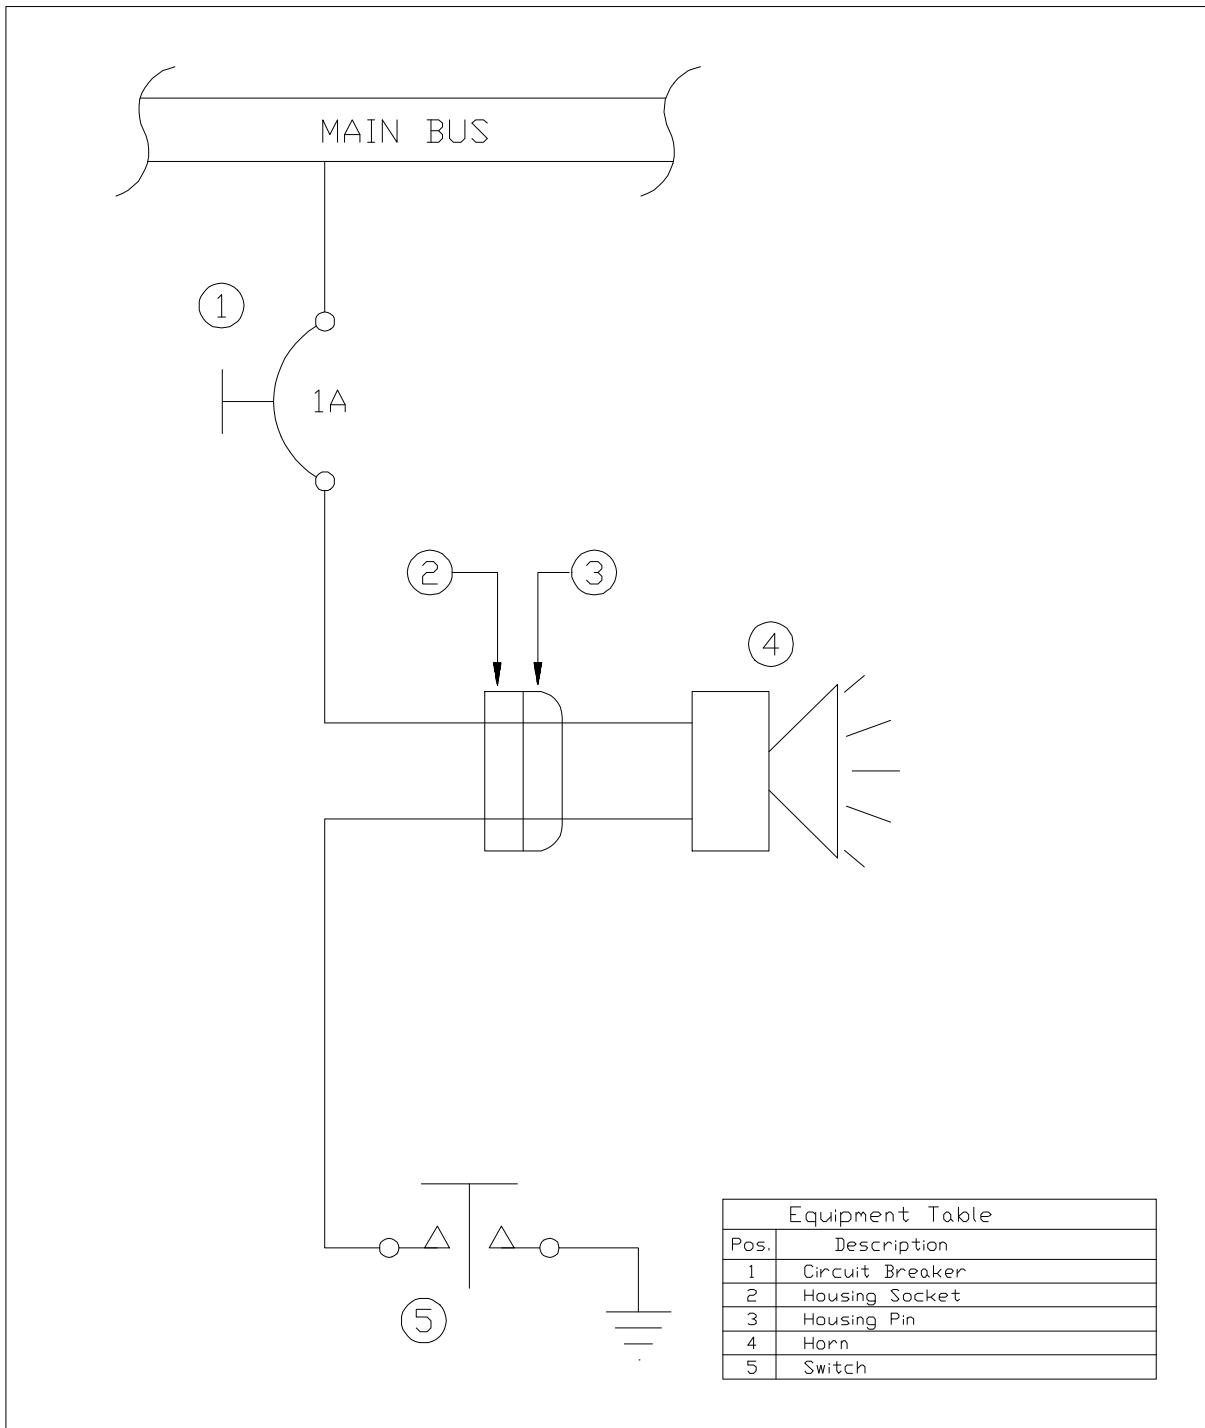 MAIN BUS
1
1A
2
3
4
5
Equipment Table
Pos. Description
1 Circuit Breaker
2 Housing Socket
3 Housing Pin
4 Horn
5 Switch